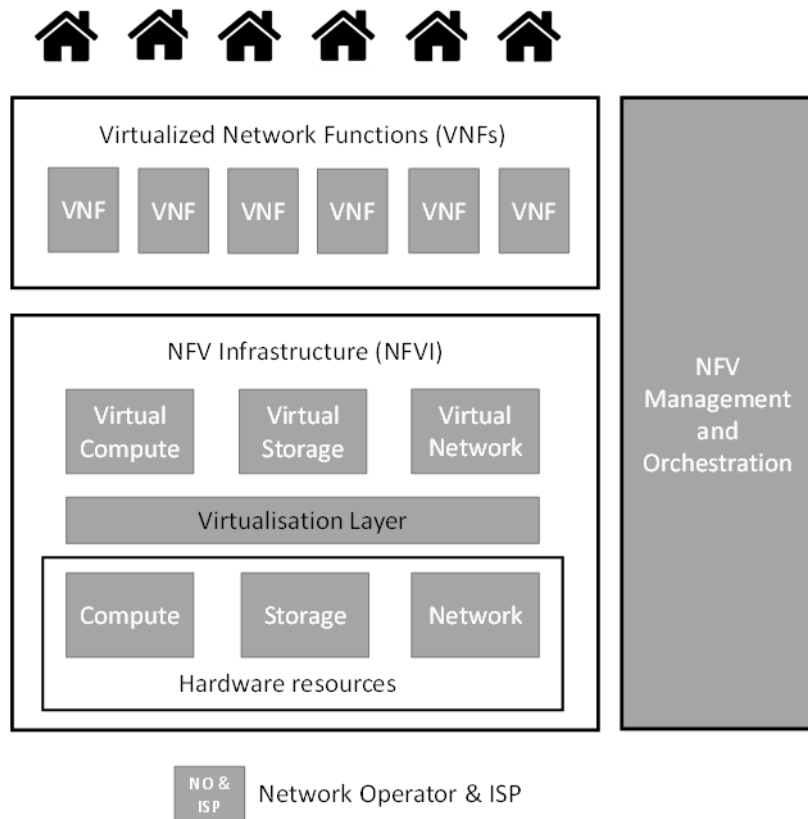 Virtualized Network Functions (VNFs)
VNF VNF VNF VNF VNF VNF
NFV Infrastructure (NFVI)
Virtual
Compute
Virtual
Storage
Virtual
Network
Virtualisation Layer
Compute
Storage
Network
Hardware resources
NFV
Management
and
Orchestration
NO &
ISP
Network Operator & ISP